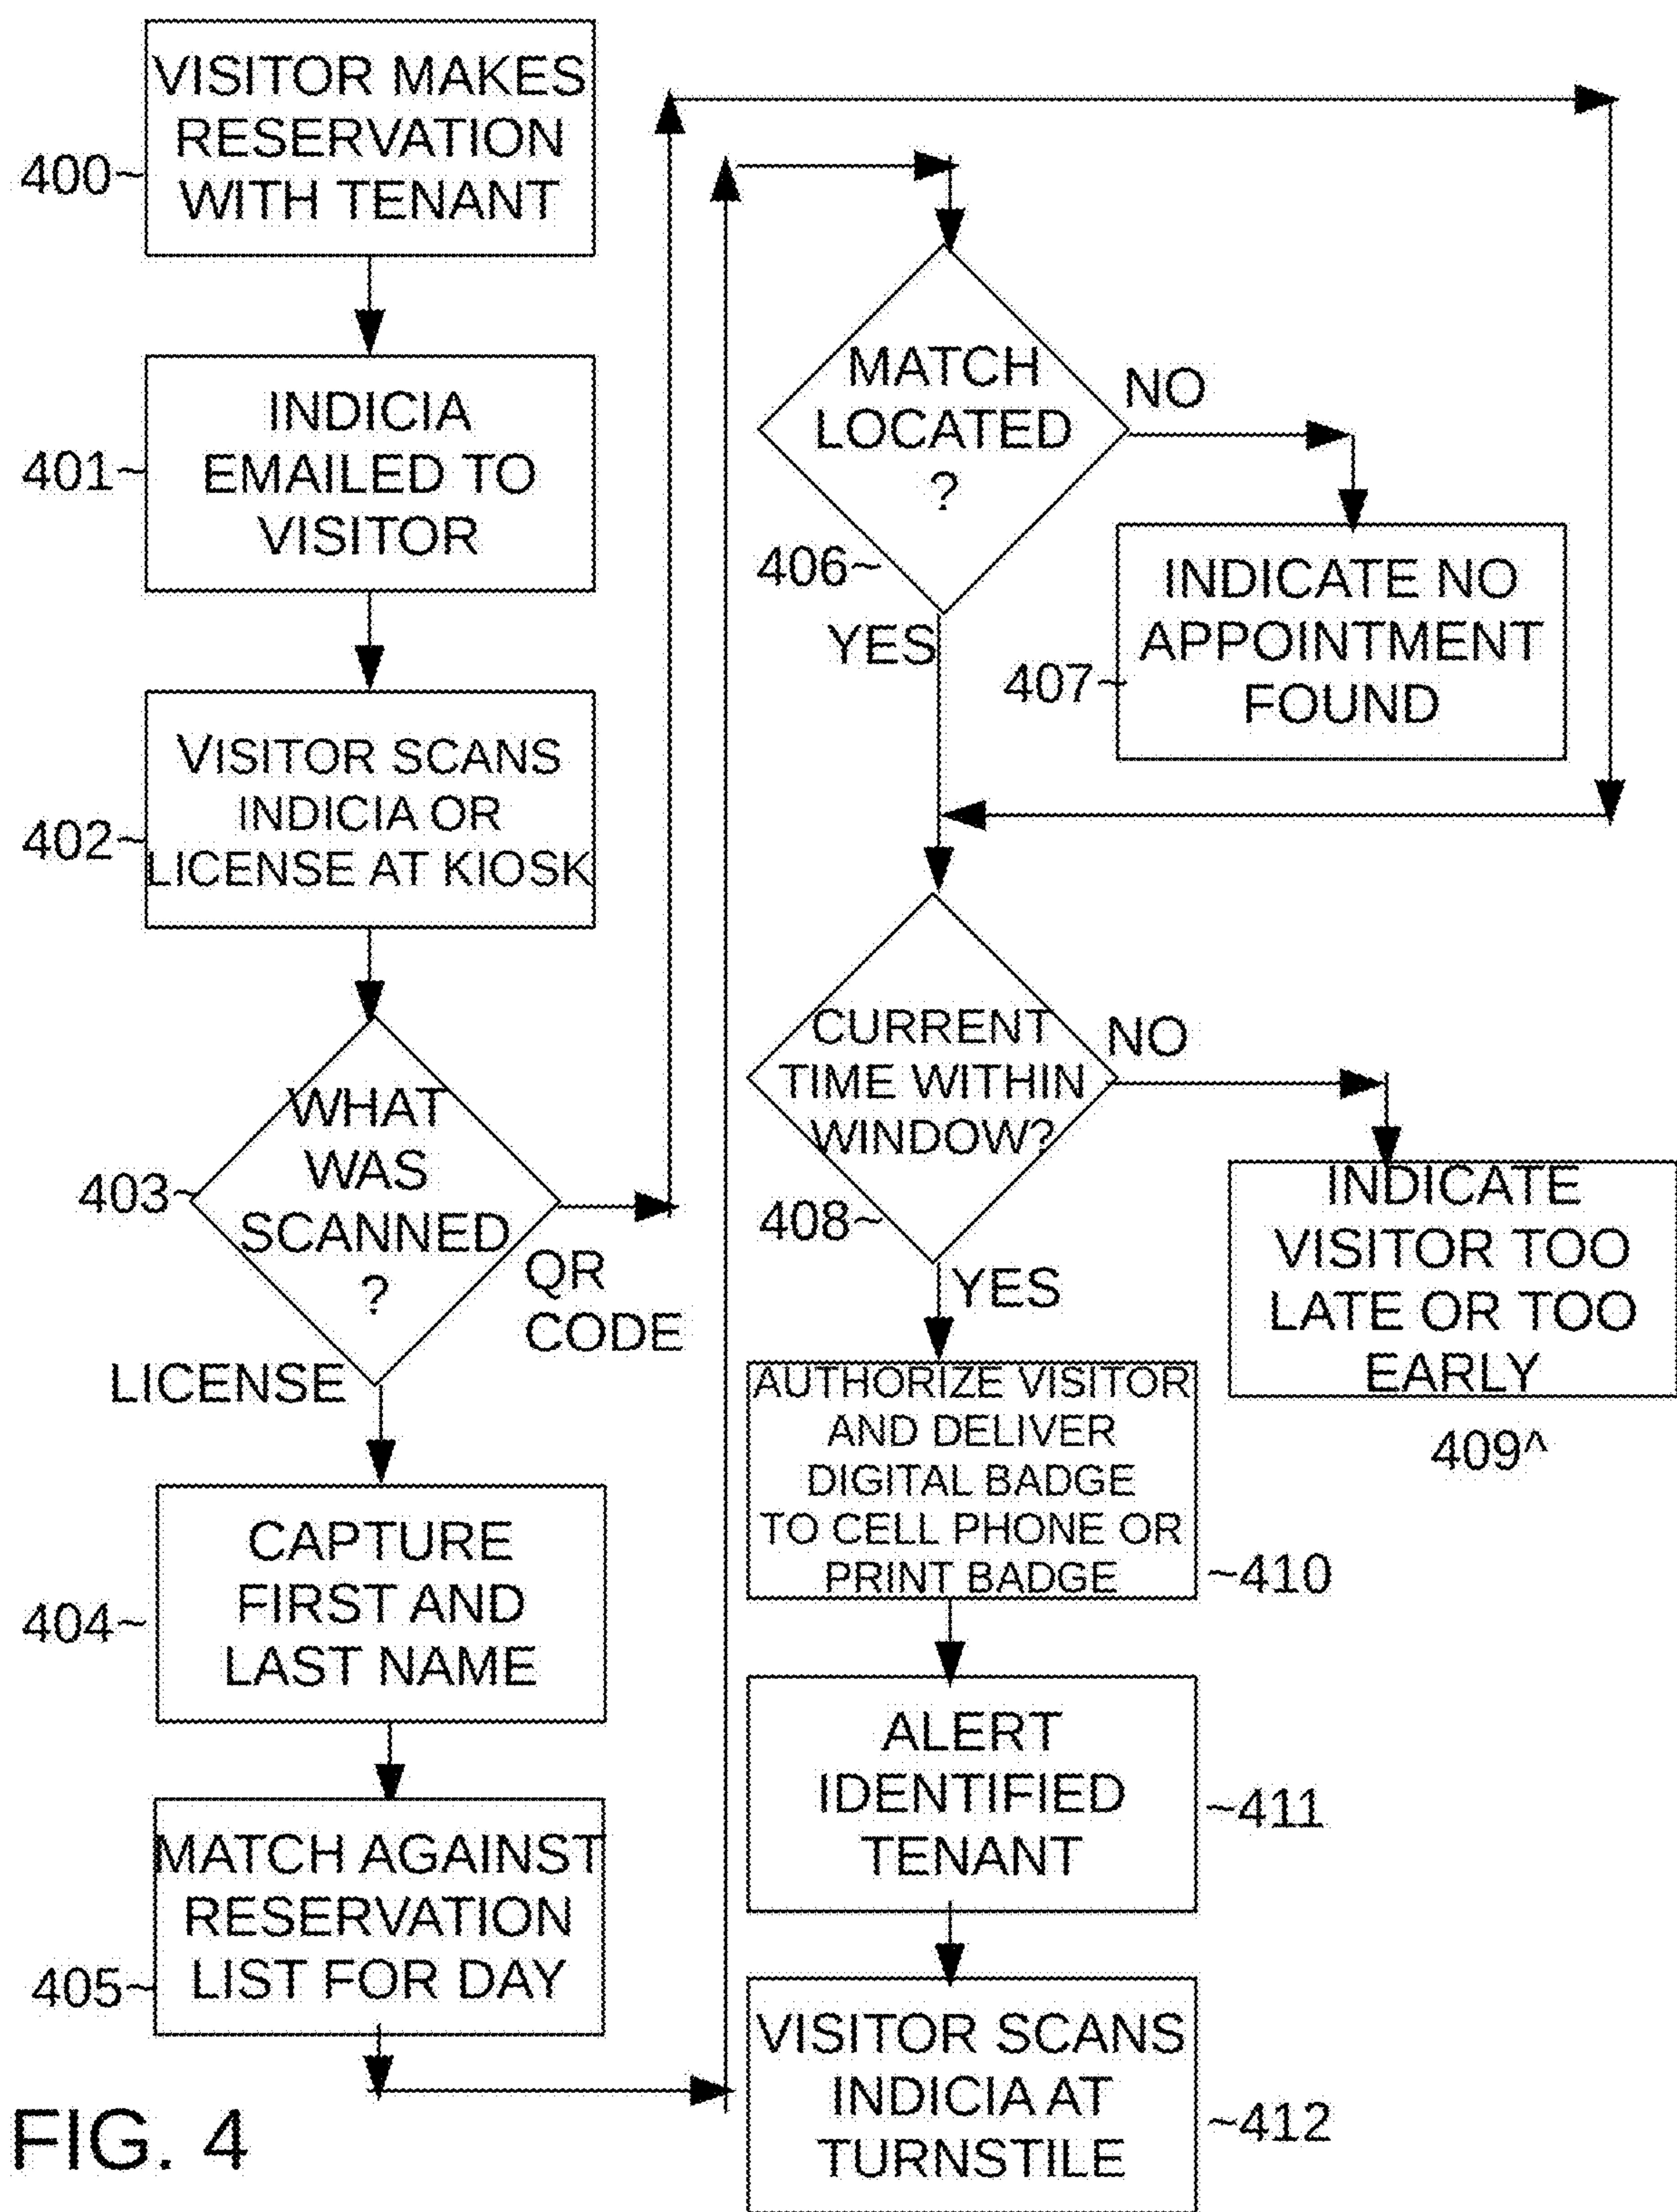 VISITOR MAKES
RESERVATION
WITH TENANT
400~
INDICIA
EMAILED TO
VISITOR
401~
VISITOR SCANS
INDICIA OR
LICENSE AT KIOSK
402~
WHAT
WAS
SCANNED
?
403~
QR
CODE
LICENSE
CAPTURE
FIRST AND
LAST NAME
404~
MATCH AGAINST
RESERVATION
LIST FOR DAY
405~
MATCH
LOCATED
?
NO
406~
YES
INDICATE NO
APPOINTMENT
FOUND
407~
CURRENT
TIME WITHIN
WINDOW?
NO
408~
YES
INDICATE
VISITOR TOO
LATE OR TOO
EARLY
409^
AUTHORIZE VISITOR
AND DELIVER
DIGITAL BADGE
TO CELL PHONE OR
PRINT BADGE
~410
ALERT
IDENTIFIED
TENANT
~411
VISITOR SCANS
INDICIA AT
TURNSTILE
~412
FIG. 4